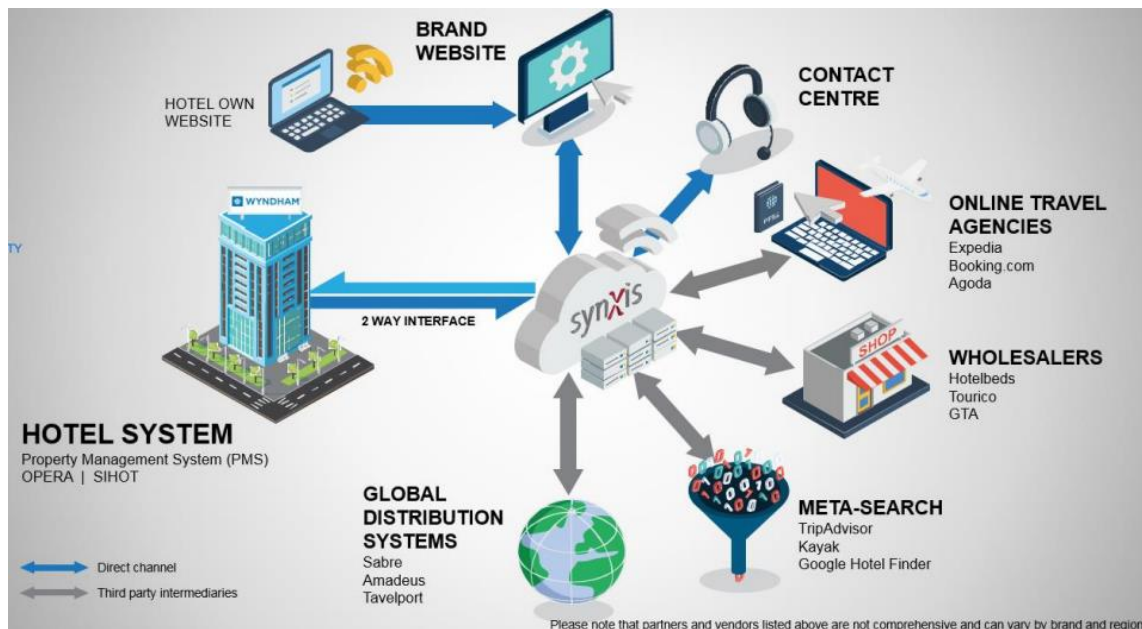 BRAND
WEBSITE
CONTACT
CENTRE
HOTEL OWN
WEBSITE
WYNDHAM
ONLINE TRAVEL
AGENCIES
Expedia
Booking.com
Agoda
TY
synxis
2 WAY INTERFACE
SHOP
WHOLESALERS
Hotelbeds
Tourico
GTA
HOTEL SYSTEM
Property Management System (PMS)
OPERA | SIHOT
GLOBAL
DISTRIBUTION
SYSTEMS
Sabre
Amadeus
Tavelport
META-SEARCH
TripAdvisor
Kayak
Google Hotel Finder
Direct channel
Third party intermediaries
Please note that partners and vendors listed above are not comprehensive and can vary by brand and region